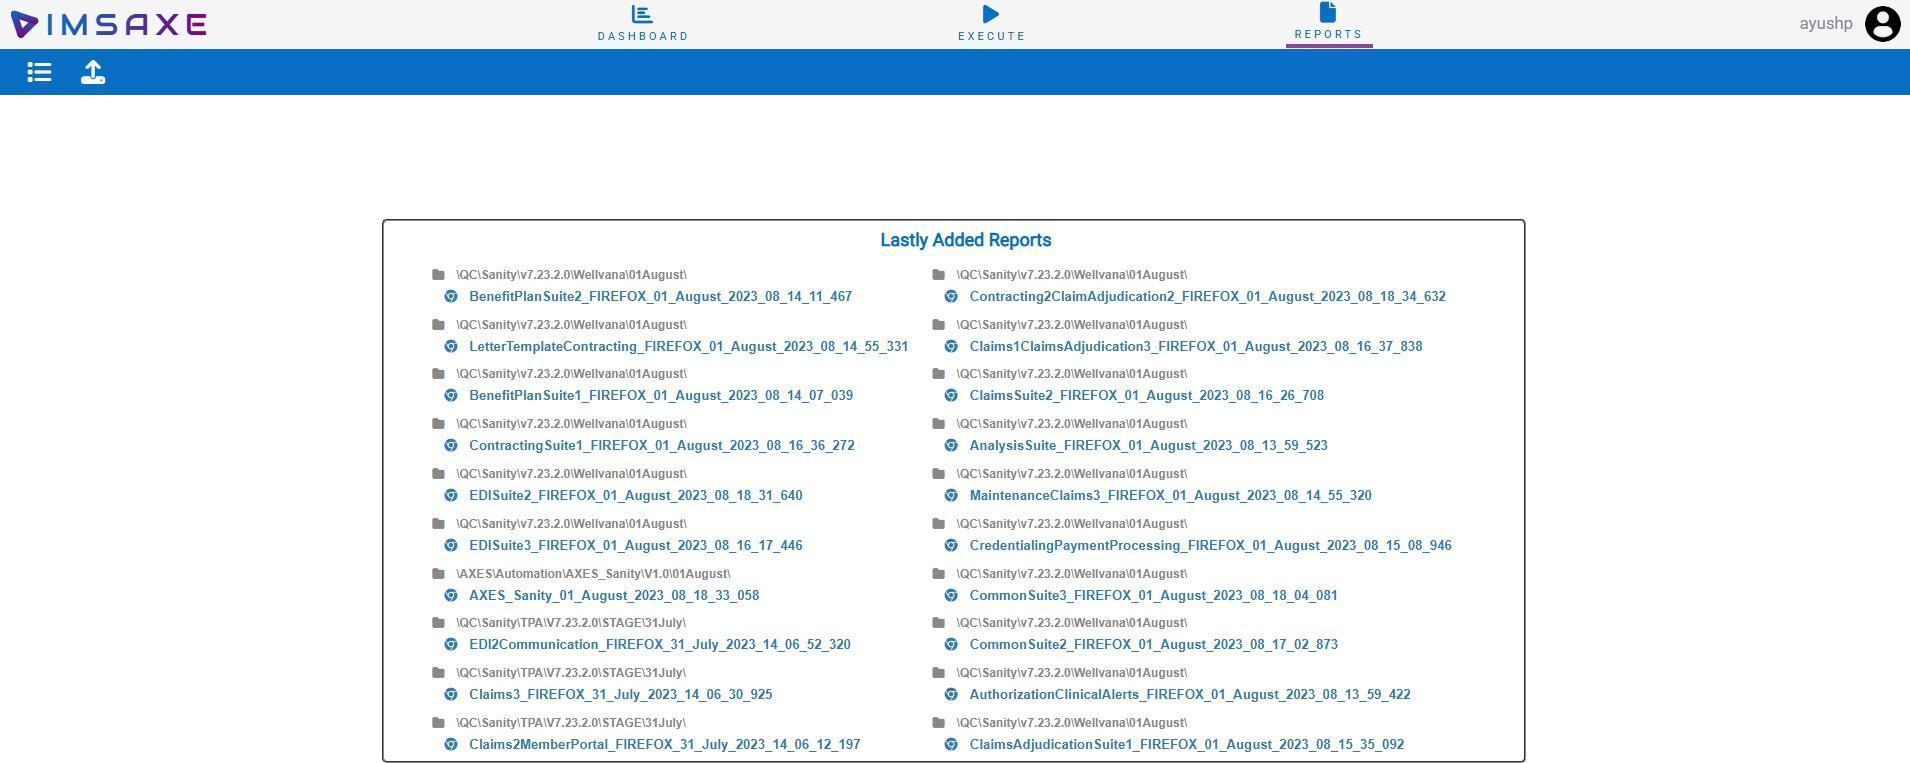 IMSAXE
DASHBOARD
EXECUTE
REPORTS
ayushp
Lastly Added Reports
\QC\Sanity\v7.23.2.0\Wellvana\01August\
BenefitPlanSuite2_FIREFOX_01_August_2023_08_14_11_467
\QC\Sanity\v7.23.2.0\Wellvana\01August\
LetterTemplateContracting_FIREFOX_01_August_2023_08_14_55_331
\QC\Sanity\v7.23.2.0\Wellvana\01August\
BenefitPlanSuite1_FIREFOX_01_August_2023_08_14_07_039
\QC\Sanity\v7.23.2.0\Wellvana\01August\
ContractingSuite1_FIREFOX_01_August_2023_08_16_36_272
\QC\Sanity\v7.23.2.0\Wellvana\01August\
EDISuite2_FIREFOX_01_August_2023_08_18_31_640
\QC\Sanity\v7.23.2.0\Wellvana\01August\
EDISuite3_FIREFOX_01_August_2023_08_16_17_446
\AXES\Automation\AXES_Sanity\V1.0\01August\
AXES_Sanity_01_August_2023_08_18_33_058
\QC\Sanity\TPA\V7.23.2.0\STAGE\31July\
EDI2Communication_FIREFOX_31_July_2023_14_06_52_320
\QC\Sanity\TPA\V7.23.2.0\STAGE\31July\
Claims3_FIREFOX_31_July_2023_14_06_30_925
\QC\Sanity\TPA\V7.23.2.0\STAGE\31July\
Claims2MemberPortal_FIREFOX_31_July_2023_14_06_12_197
\QC\Sanity\v7.23.2.0\Wellvana\01August\
Contracting2ClaimAdjudication2_FIREFOX_01_August_2023_08_18_34_632
\QC\Sanity\v7.23.2.0\Wellvana\01August\
Claims1ClaimsAdjudication3_FIREFOX_01_August_2023_08_16_37_838
\QC\Sanity\v7.23.2.0\Wellvana\01August\
ClaimsSuite2_FIREFOX_01_August_2023_08_16_26_708
\QC\Sanity\v7.23.2.0\Wellvana\01August\
AnalysisSuite_FIREFOX_01_August_2023_08_13_59_523
\QC\Sanity\v7.23.2.0\Wellvana\01August\
MaintenanceClaims3_FIREFOX_01_August_2023_08_14_55_320
\QC\Sanity\v7.23.2.0\Wellvana\01August\
CredentialingPaymentProcessing_FIREFOX_01_August_2023_08_15_08_946
\QC\Sanity\v7.23.2.0\Wellvana\01August\
CommonSuite3_FIREFOX_01_August_2023_08_18_04_081
\QC\Sanity\v7.23.2.0\Wellvana\01August\
CommonSuite2_FIREFOX_01_August_2023_08_17_02_873
\QC\Sanity\v7.23.2.0\Wellvana\01August\
AuthorizationClinicalAlerts_FIREFOX_01_August_2023_08_13_59_422
\QC\Sanity\v7.23.2.0\Wellvana\01August\
ClaimsAdjudicationSuite1_FIREFOX_01_August_2023_08_15_35_092